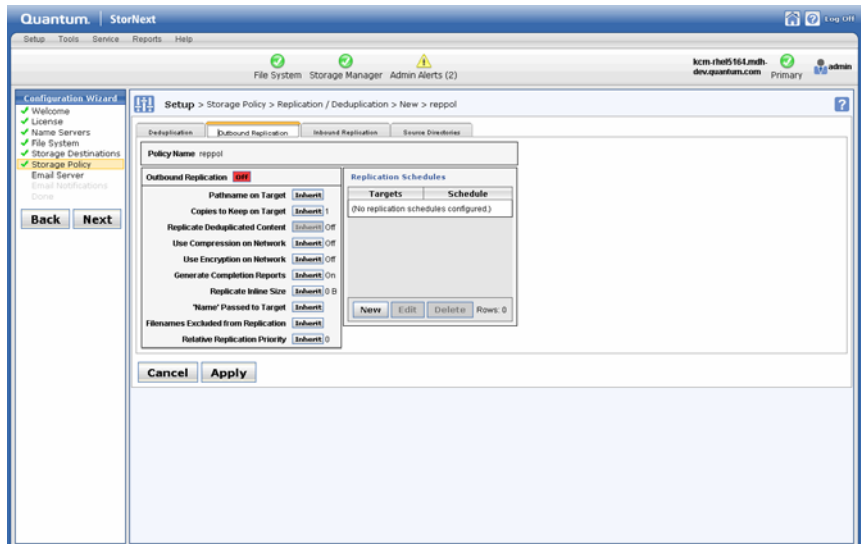 Quantum. | StorNext
Log Off
Setup Tools Service Reports Help
File System Storage Manager Admin Alerts (2)
kcm-rhel5164.mdh-
dev.quantum.com
Primary
admin
Configuration Wizard
Welcome
License
Name Servers
File System
Storage Destinations
Storage Policy
Email Server
Email Notifications
Done
Back Next
Setup > Storage Policy > Replication / Deduplication > New > reppol
?
Deduplication Outbound Replication Inbound Replication Source Directories
Policy Name reppol
Outbound Replication Off
Pathname on Target Inherit
Copies to Keep on Target Inherit 1
Replicate Deduplicated Content Inherit Off
Use Compression on Network Inherit Off
Use Encryption on Network Inherit Off
Generate Completion Reports Inherit On
Replicate Inline Size Inherit 0 B
'Name' Passed to Target Inherit
Filenames Excluded from Replication Inherit
Relative Replication Priority Inherit 0
Replication Schedules
Targets Schedule
(No replication schedules configured.)
New Edit Delete Rows: 0
Cancel Apply